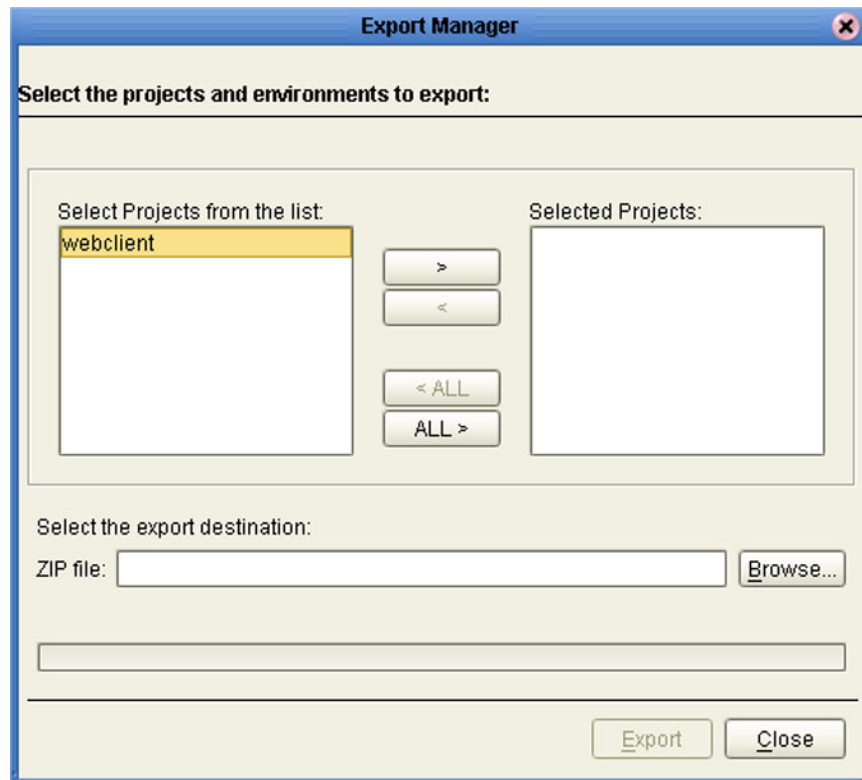 Export Manager
Select the projects and environments to export:
Select Projects from the list:
Selected Projects:
webclient
>
<
< ALL
ALL >
Select the export destination:
ZIP file:
Browse...
Export
Close